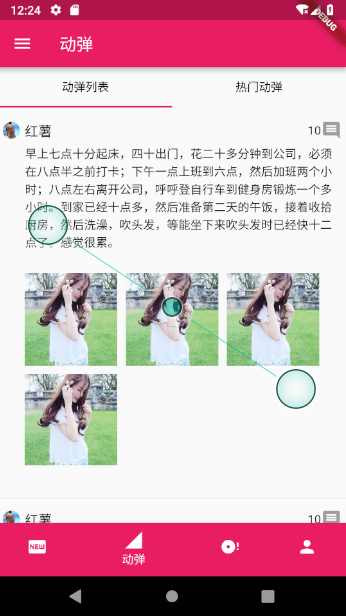 12:24
DEBUG
动弹
动弹列表
热门动弹
红薯
10
早上七点十分起床，四十出门，花二十多分钟到公司，必须
在八点半之前打卡；下午一点上班到六点，然后加班两个小
时；八点左右离开公司，呼呼登自行车到健身房锻炼一个多
小时。到家已经十点多，然后准备第二天的午饭，接着收拾
厨房，然后洗澡，吹头发，等能坐下来吹头发时已经快十二
点了。感觉很累。
红薯
10
NEW
动弹